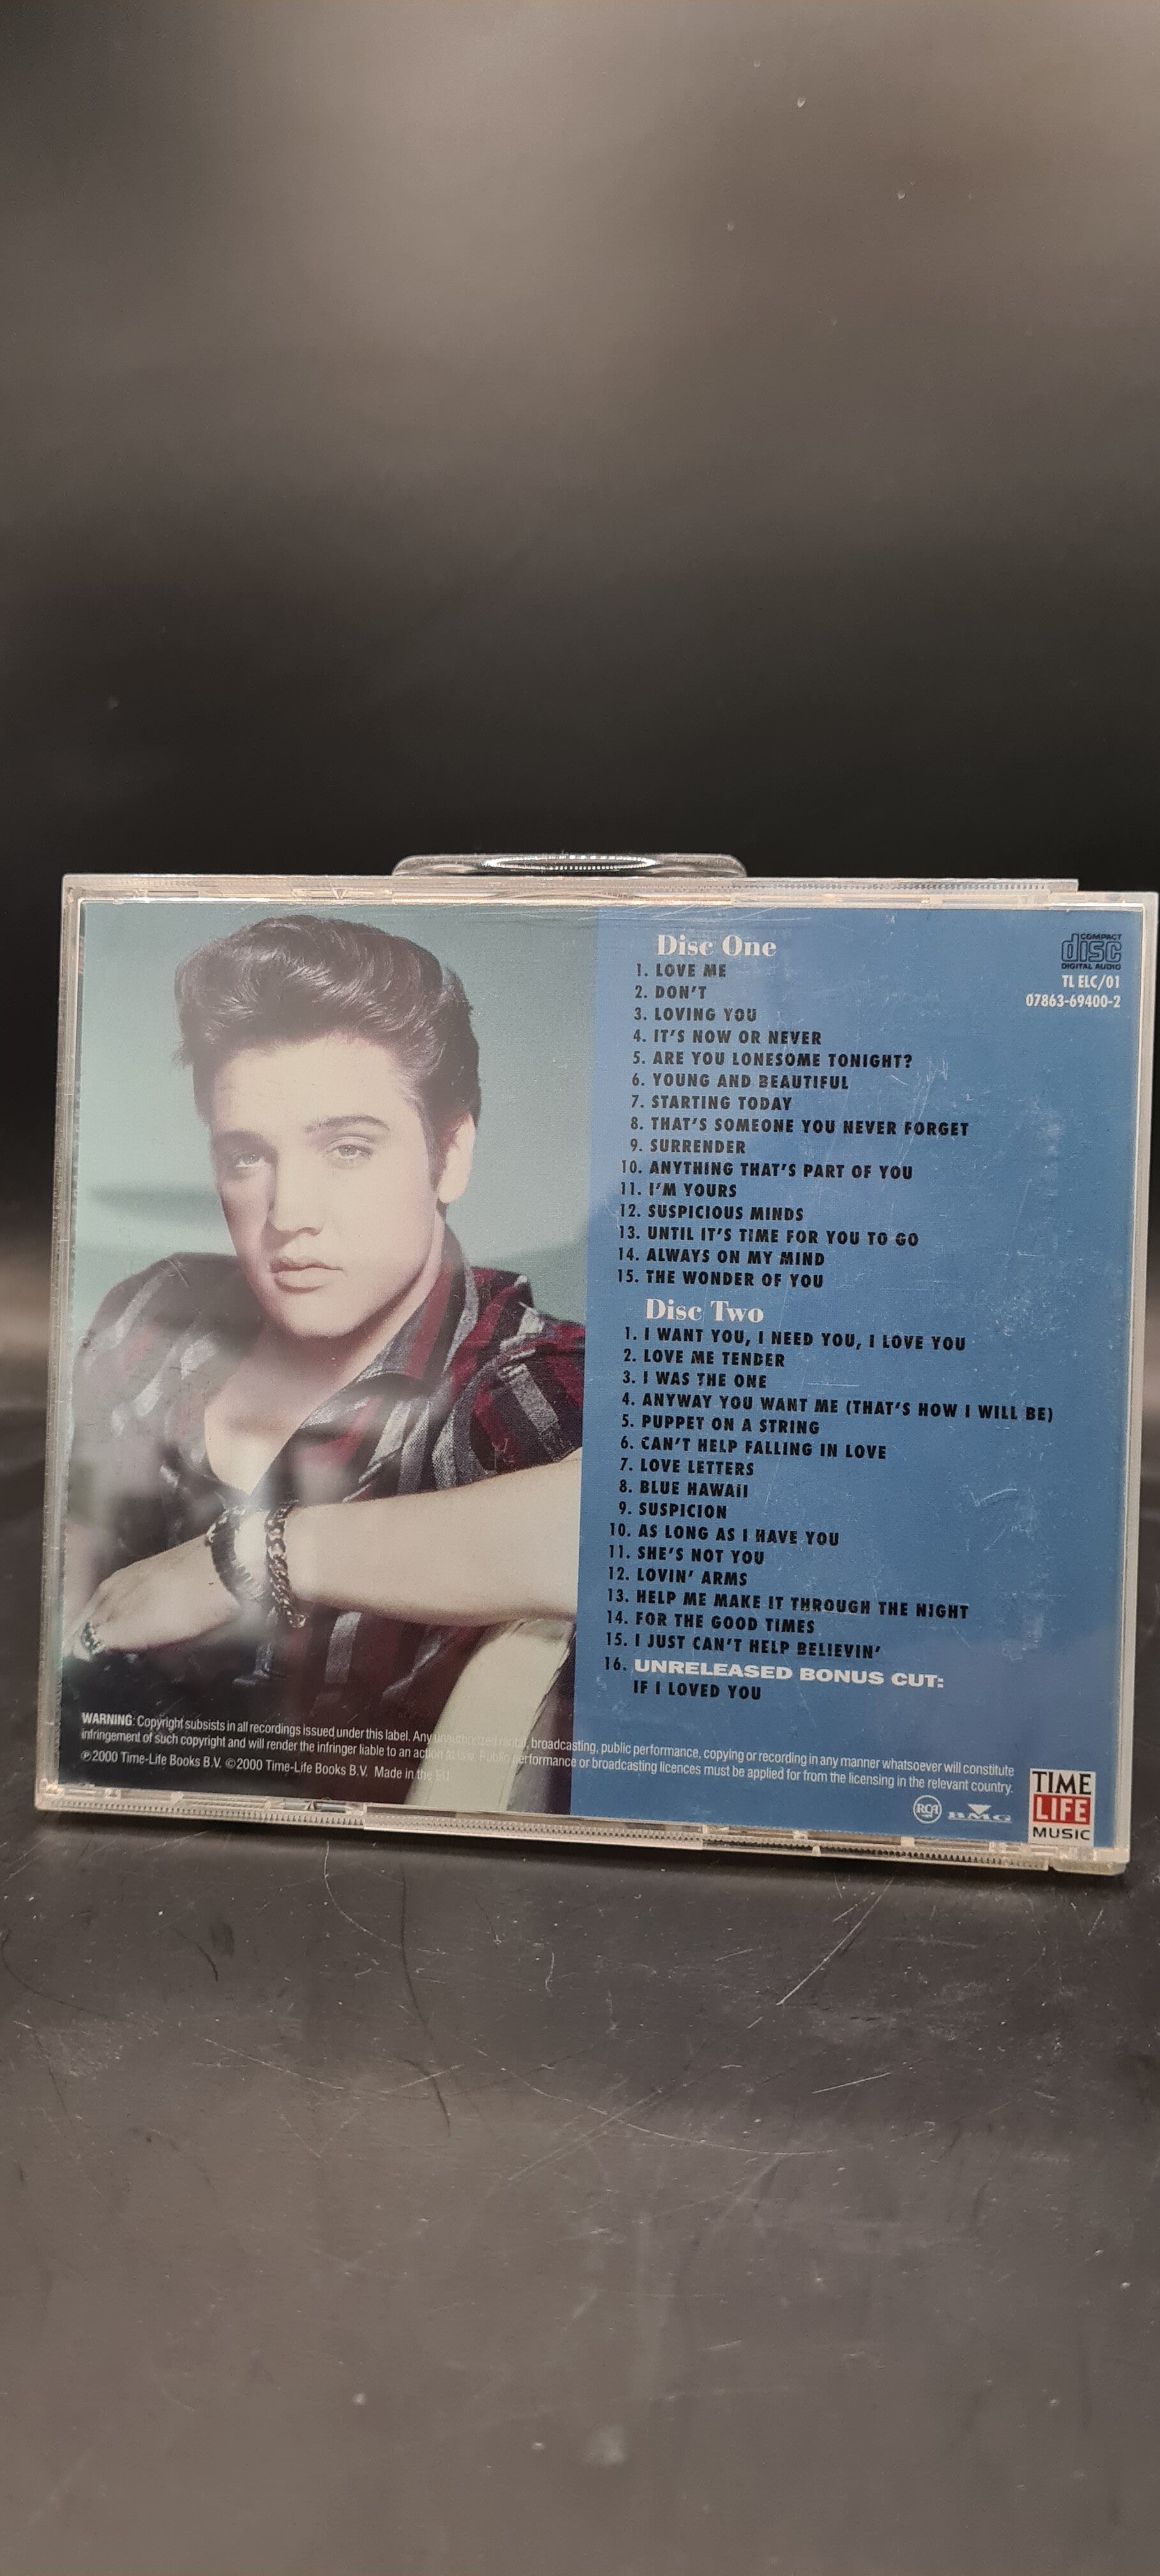 Disc One
1. LOVE ME
2. DON'T
3. LOVING YOU
4. IT'S NOW OR NEVER
5. ARE YOU LONESOME TONIGHT?
6. YOUNG AND BEAUTIFUL
7. STARTING TODAY
8. THAT'S SOMEONE YOU NEVER FORGET
9. SURRENDER
10. ANYTHING THAT'S PART OF YOU
11. I'M YOURS
12. SUSPICIOUS MINDS
13. UNTIL IT'S TIME FOR YOU TO GO
14. ALWAYS ON MY MIND
15. THE WONDER OF YOU
COMPACT
disc
DIGITAL AUDIO
TL ELC/01
07863-69400-2
Disc Two
1. I WANT YOU, I NEED YOU, I LOVE YOU
2. LOVE ME TENDER
3. I WAS THE ONE
4. ANYWAY YOU WANT ME (THAT'S HOW I WILL BE)
5. PUPPET ON A STRING
6. CAN'T HELP FALLING IN LOVE
7. LOVE LETTERS
8. BLUE HAWAII
9. SUSPICION
10. AS LONG AS I HAVE YOU
11. SHE'S NOT YOU
12. LOVIN' ARMS
13. HELP ME MAKE IT THROUGH THE NIGHT
14. FOR THE GOOD TIMES
15. I JUST CAN'T HELP BELIEVIN'
16. UNRELEASED BONUS CUT:
IF I LOVED YOU
WARNING: Copyright subsists in all recordings issued under this label. Any unauthorized rental, broadcasting, public performance, copying or recording in any manner whatsoever will constitute
infringement of such copyright and will render the infringer liable to an action at law. Public performance or broadcasting licences must be applied for from the licensing in the relevant country.
℗2000 Time-Life Books B.V. ©2000 Time-Life Books B.V. Made in the EU
RCA
BMG
TIME
LIFE
MUSIC